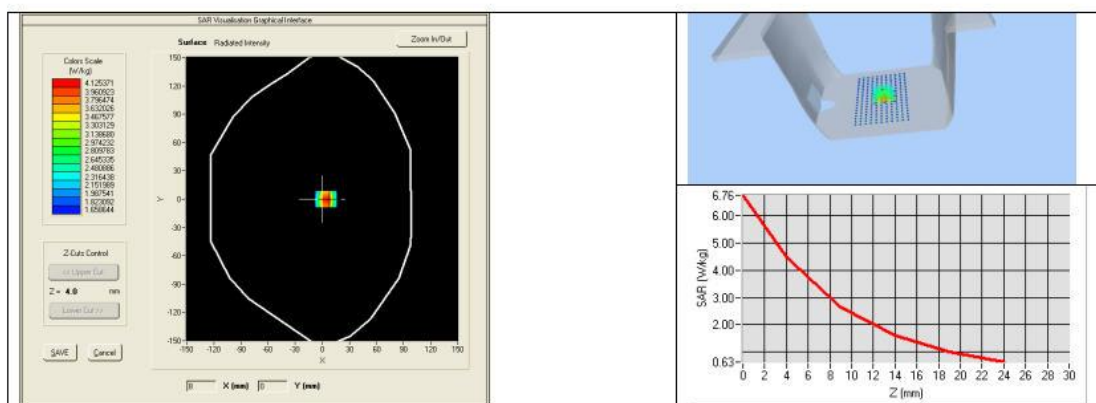 SAR Visualisation Graphical Interface
Surface Radiated Intensity
Zoom In/Out
Colors Scale
(W/kg)
4.125371
3.960923
3.796474
3.632026
3.467577
3.303129
3.138680
2.974232
2.809783
2.645335
2.480886
2.316438
2.151989
1.987541
1.823092
1.658644
150
120
90
60
30
Y
0
-30
-60
-90
-120
-150
-150 -120 -90 -60 -30 0 30 60 90 120 150
X
Z-Cuts Control
<< Upper Cut
Z = 4.0 mm
Lower Cut >>
SAVE Cancel
8 X (mm) 0 Y (mm)
6.76
6.00
5.00
4.00
3.00
2.00
0.63
SAR (W/kg)
0 2 4 6 8 10 12 14 16 18 20 22 24 26 28 30
Z (mm)